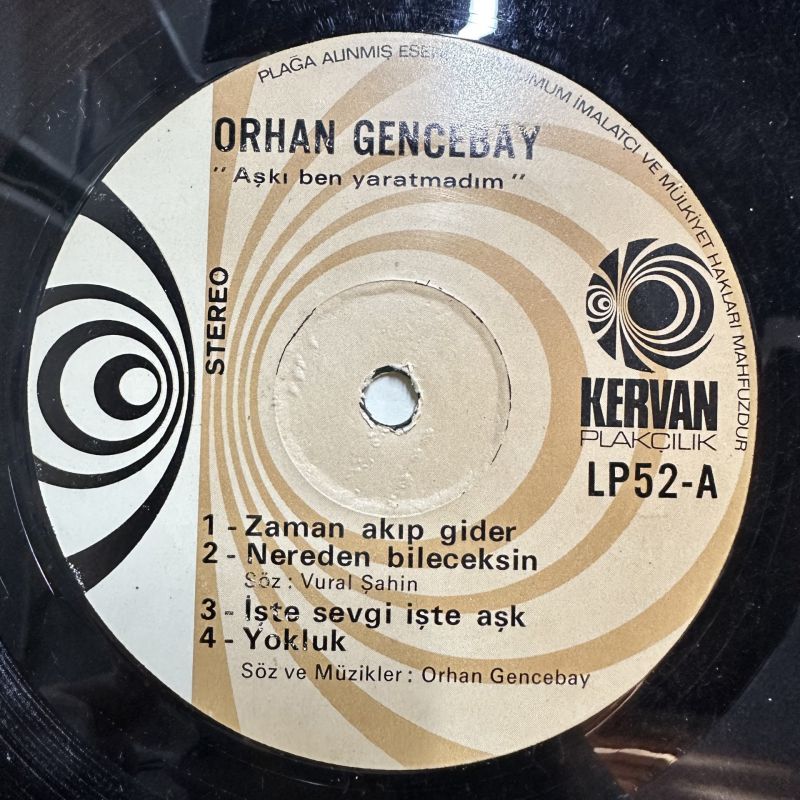 PLAĞA ALINMIŞ İMALATÇI VE MÜLKİYET HAKLARI MAHFUZDUR
ORHAN GENCEBAY
"Aşkı ben yaratmadım"
STEREO
KERVAN
PLAKÇILIK
LP52-A
1 - Zaman akıp gider
2 - Nereden bileceksin
Söz : Vural Şahin
3 - İşte sevgi işte aşk
4 - Yokluk
Söz ve Müzikler : Orhan Gencebay